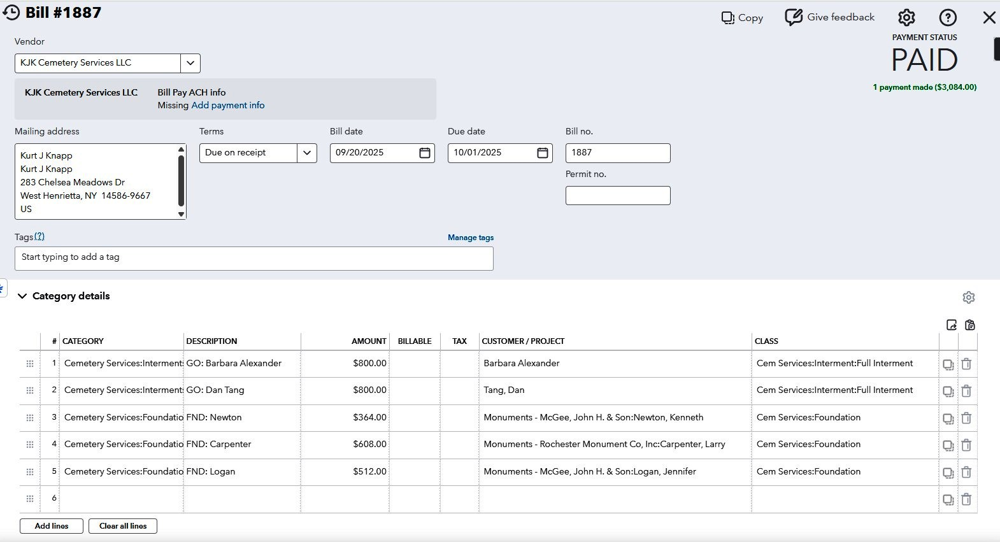 Bill #1887
Copy
Give feedback
PAYMENT STATUS
PAID
1 payment made ($3,084.00)
Vendor
KJK Cemetery Services LLC
KJK Cemetery Services LLC
Bill Pay ACH info
Missing Add payment info
Mailing address
Kurt J Knapp
Kurt J Knapp
283 Chelsea Meadows Dr
West Henrietta, NY 14586-9667
US
Terms
Due on receipt
Bill date
09/20/2025
Due date
10/01/2025
Bill no.
1887
Permit no.
Tags(?)
Manage tags
Start typing to add a tag
Category details
# CATEGORY DESCRIPTION AMOUNT BILLABLE TAX CUSTOMER / PROJECT CLASS
1 Cemetery Services:Interment: GO: Barbara Alexander $800.00 Barbara Alexander Cem Services:Interment:Full Interment
2 Cemetery Services:Interment: GO: Dan Tang $800.00 Tang, Dan Cem Services:Interment:Full Interment
3 Cemetery Services:Foundatio FND: Newton $364.00 Monuments - McGee, John H. & Son:Newton, Kenneth Cem Services:Foundation
4 Cemetery Services:Foundatio FND: Carpenter $608.00 Monuments - Rochester Monument Co, Inc:Carpenter, Larry Cem Services:Foundation
5 Cemetery Services:Foundatio FND: Logan $512.00 Monuments - McGee, John H. & Son:Logan, Jennifer Cem Services:Foundation
6
Add lines
Clear all lines